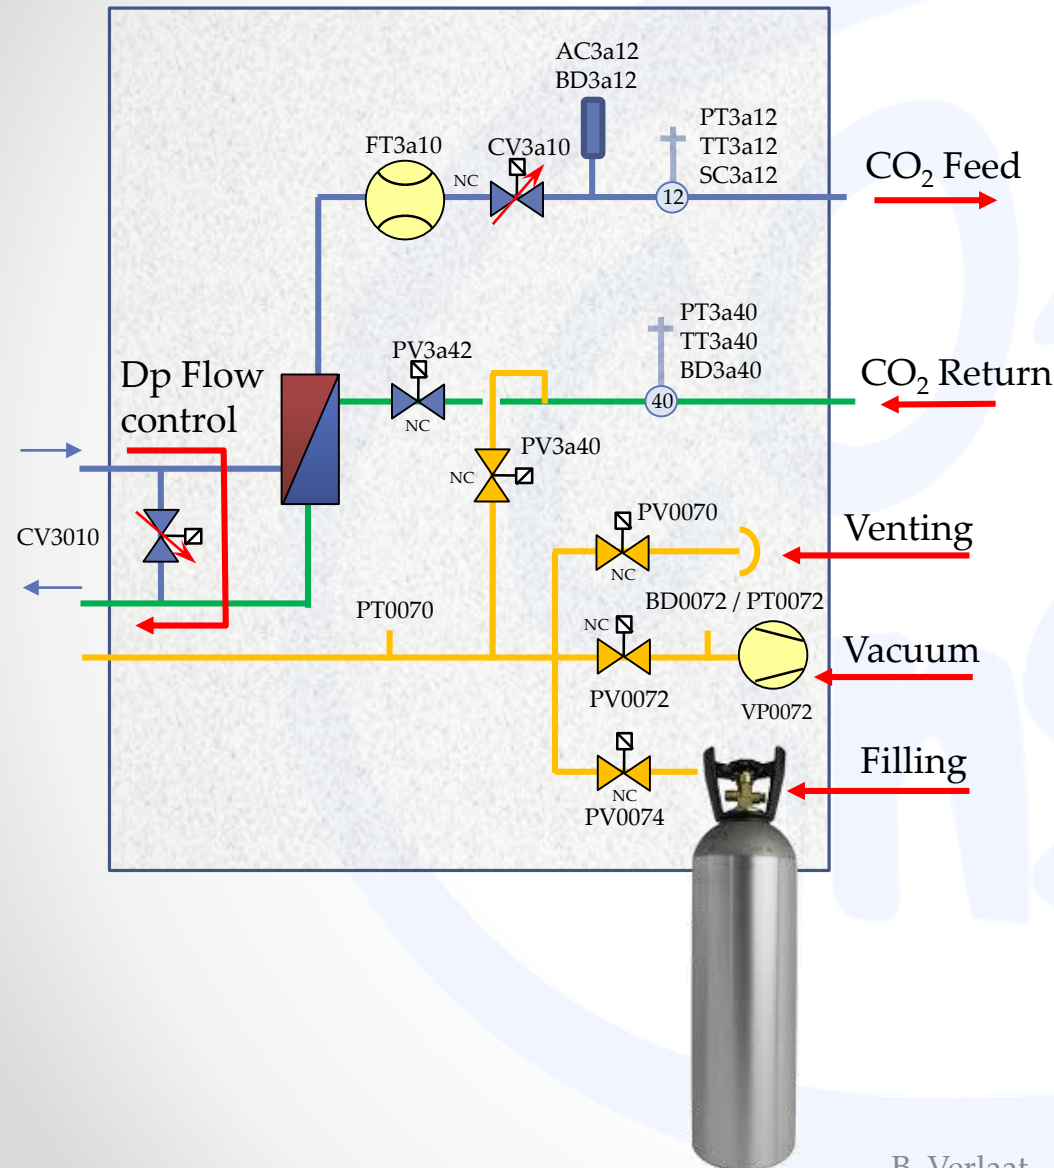 AC3a12
BD3a12
PT3a12
TT3a12
SC3a12
FT3a10
CV3a10
NC
12
CO2 Feed
PT3a40
TT3a40
BD3a40
PV3a42
NC
40
CO2 Return
Dp Flow
control
PV3a40
NC
CV3010
PV0070
NC
Venting
PT0070
BD0072 / PT0072
NC
PV0072
VP0072
Vacuum
Filling
NC
PV0074
B. Verlaat